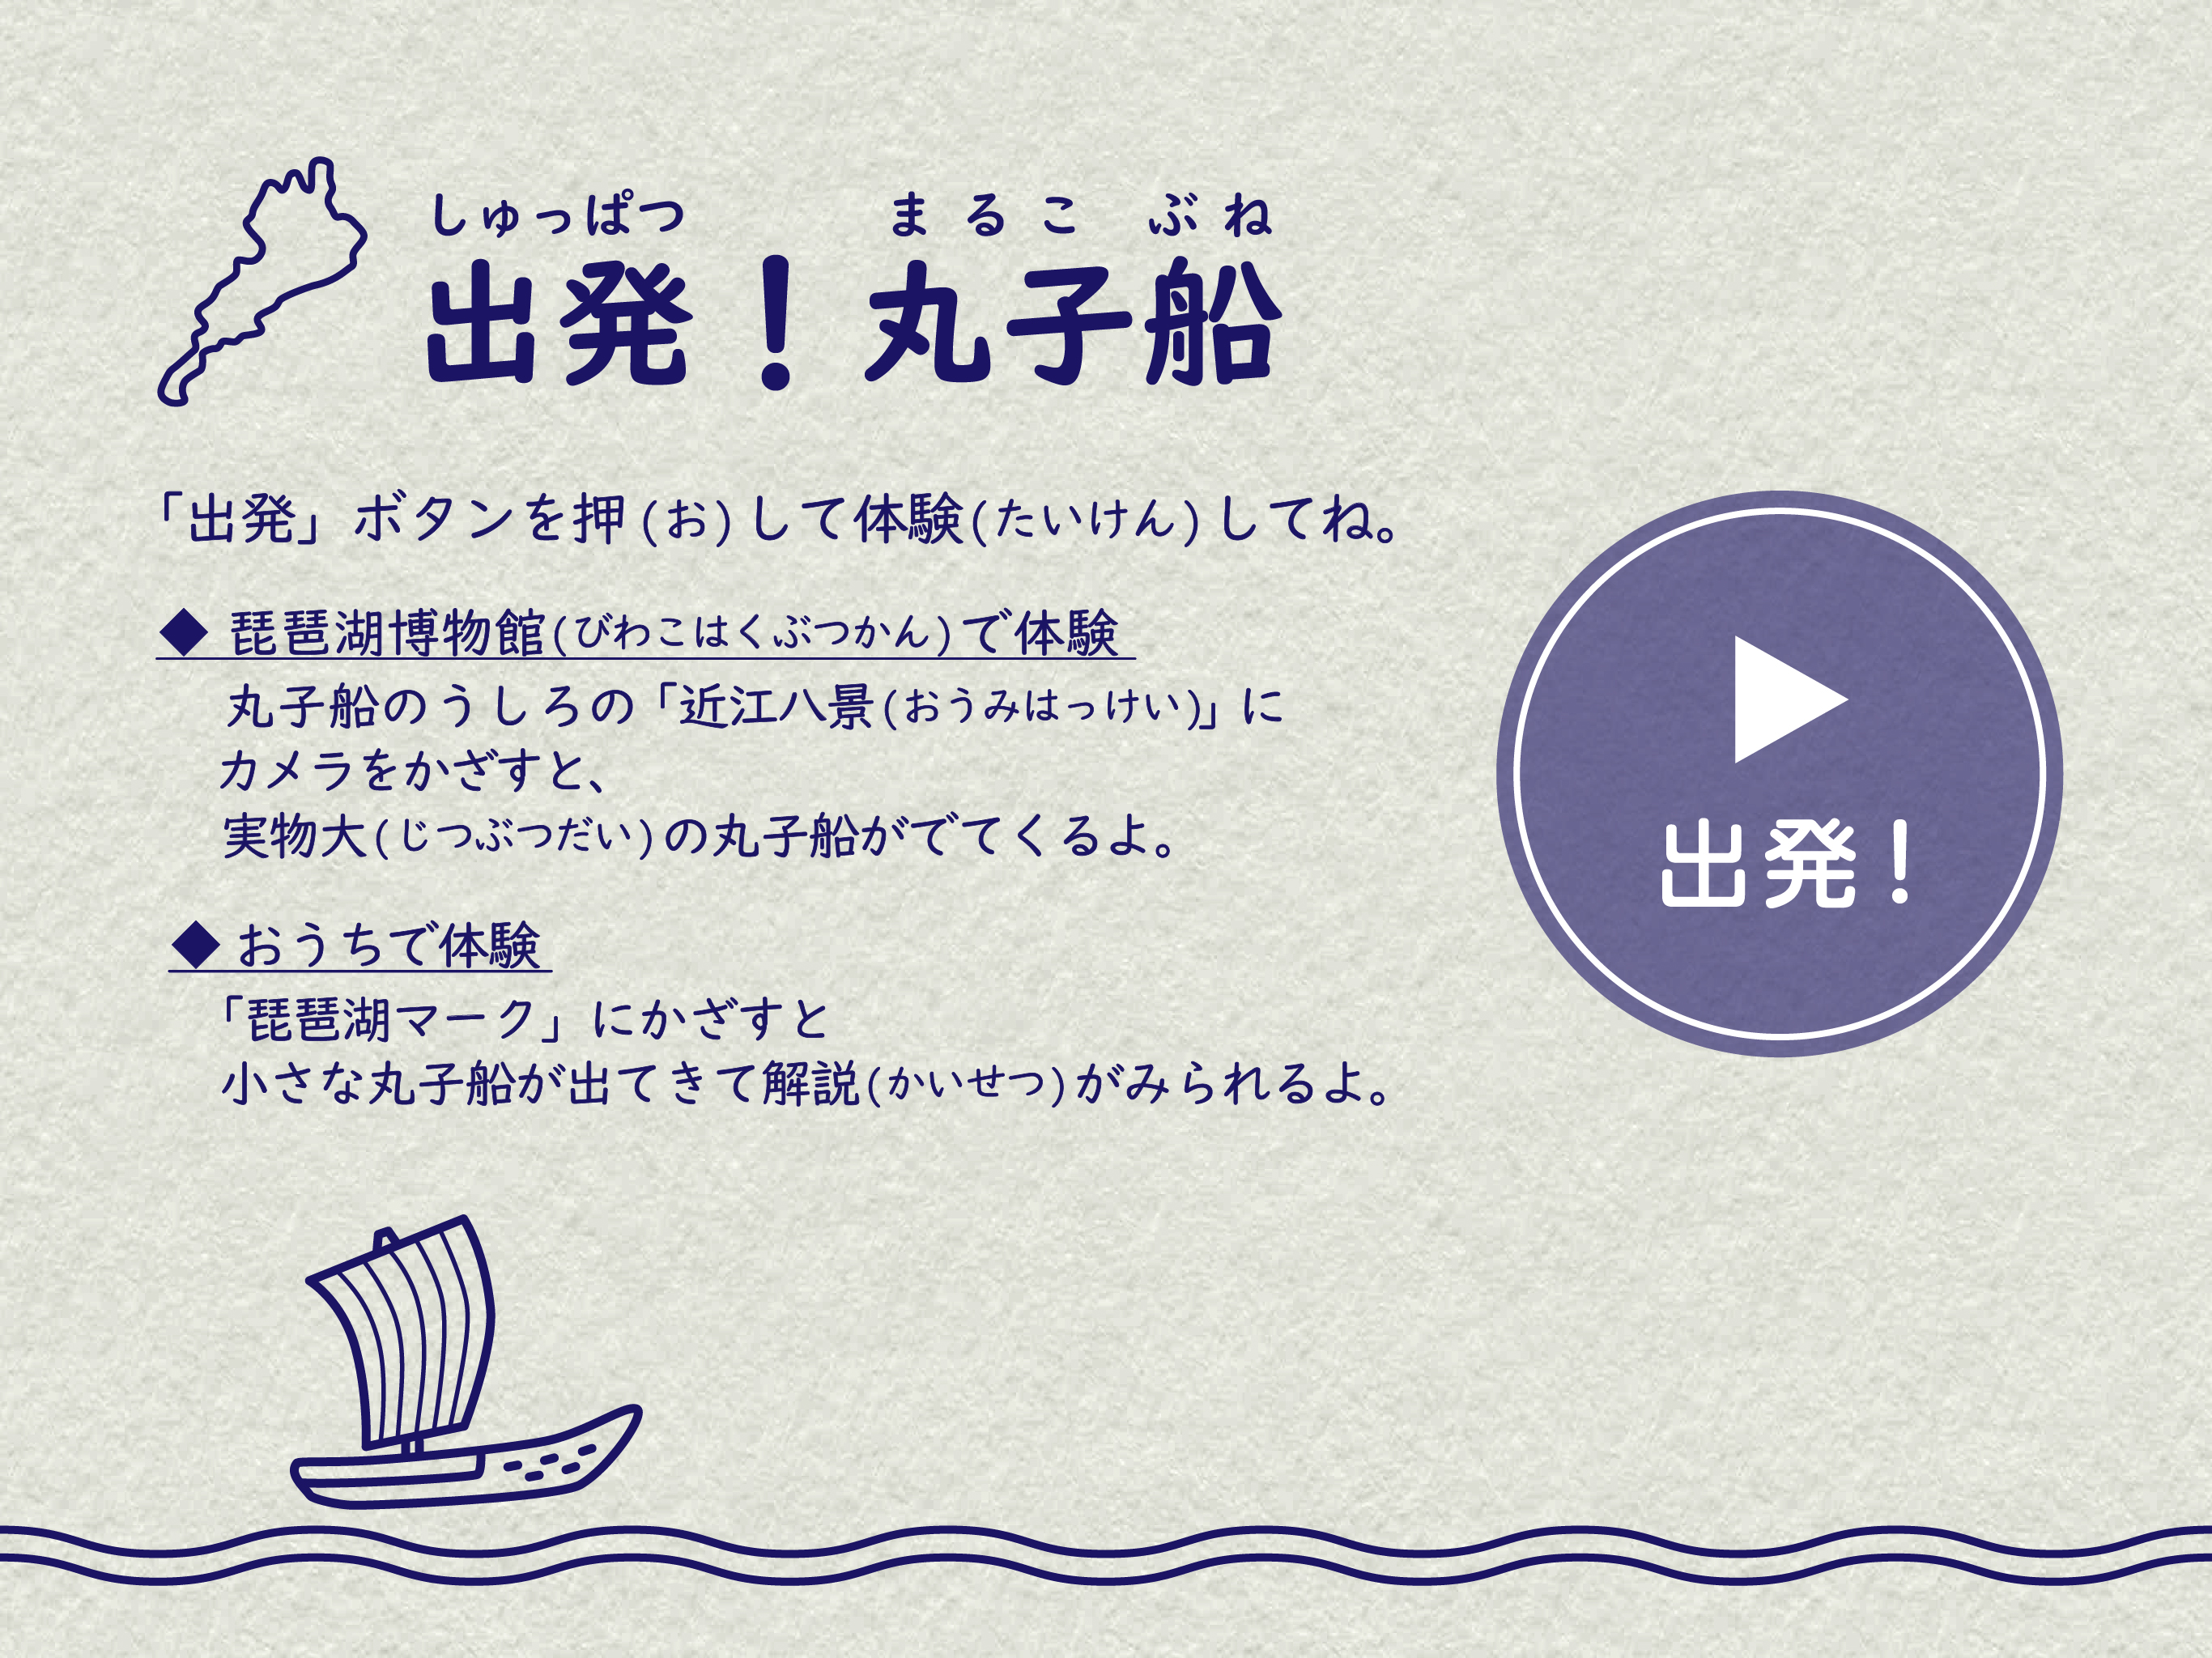 しゅっぱつ　まるこぶね
出発！丸子船
「出発」ボタンを押(お)して体験(たいけん)してね。
◆ 琵琶湖博物館(びわこはくぶつかん)で体験
丸子船のうしろの「近江八景(おうみはっけい)」に
カメラをかざすと、
実物大(じつぶつだい)の丸子船がでてくるよ。
◆ おうちで体験
「琵琶湖マーク」にかざすと
小さな丸子船が出てきて解説(かいせつ)がみられるよ。
出発！